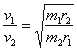 v₁/v₂ = √(m₁r₂/m₂r₁)